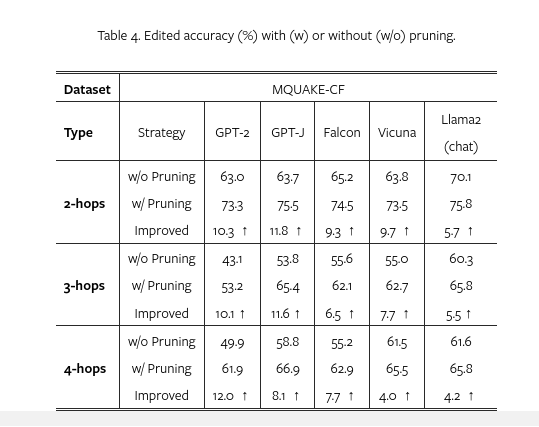 Table 4. Edited accuracy (%) with (w) or without (w/o) pruning.
Dataset MQUAKE-CF
Type Strategy GPT-2 GPT-J Falcon Vicuna Llama2 (chat)
w/o Pruning 63.0 63.7 65.2 63.8 70.1
2-hops w/ Pruning 73.3 75.5 74.5 73.5 75.8
Improved 10.3 ↑ 11.8 ↑ 9.3 ↑ 9.7 ↑ 5.7 ↑
w/o Pruning 43.1 53.8 55.6 55.0 60.3
3-hops w/ Pruning 53.2 65.4 62.1 62.7 65.8
Improved 10.1 ↑ 11.6 ↑ 6.5 ↑ 7.7 ↑ 5.5 ↑
w/o Pruning 49.9 58.8 55.2 61.5 61.6
4-hops w/ Pruning 61.9 66.9 62.9 65.5 65.8
Improved 12.0 ↑ 8.1 ↑ 7.7 ↑ 4.0 ↑ 4.2 ↑